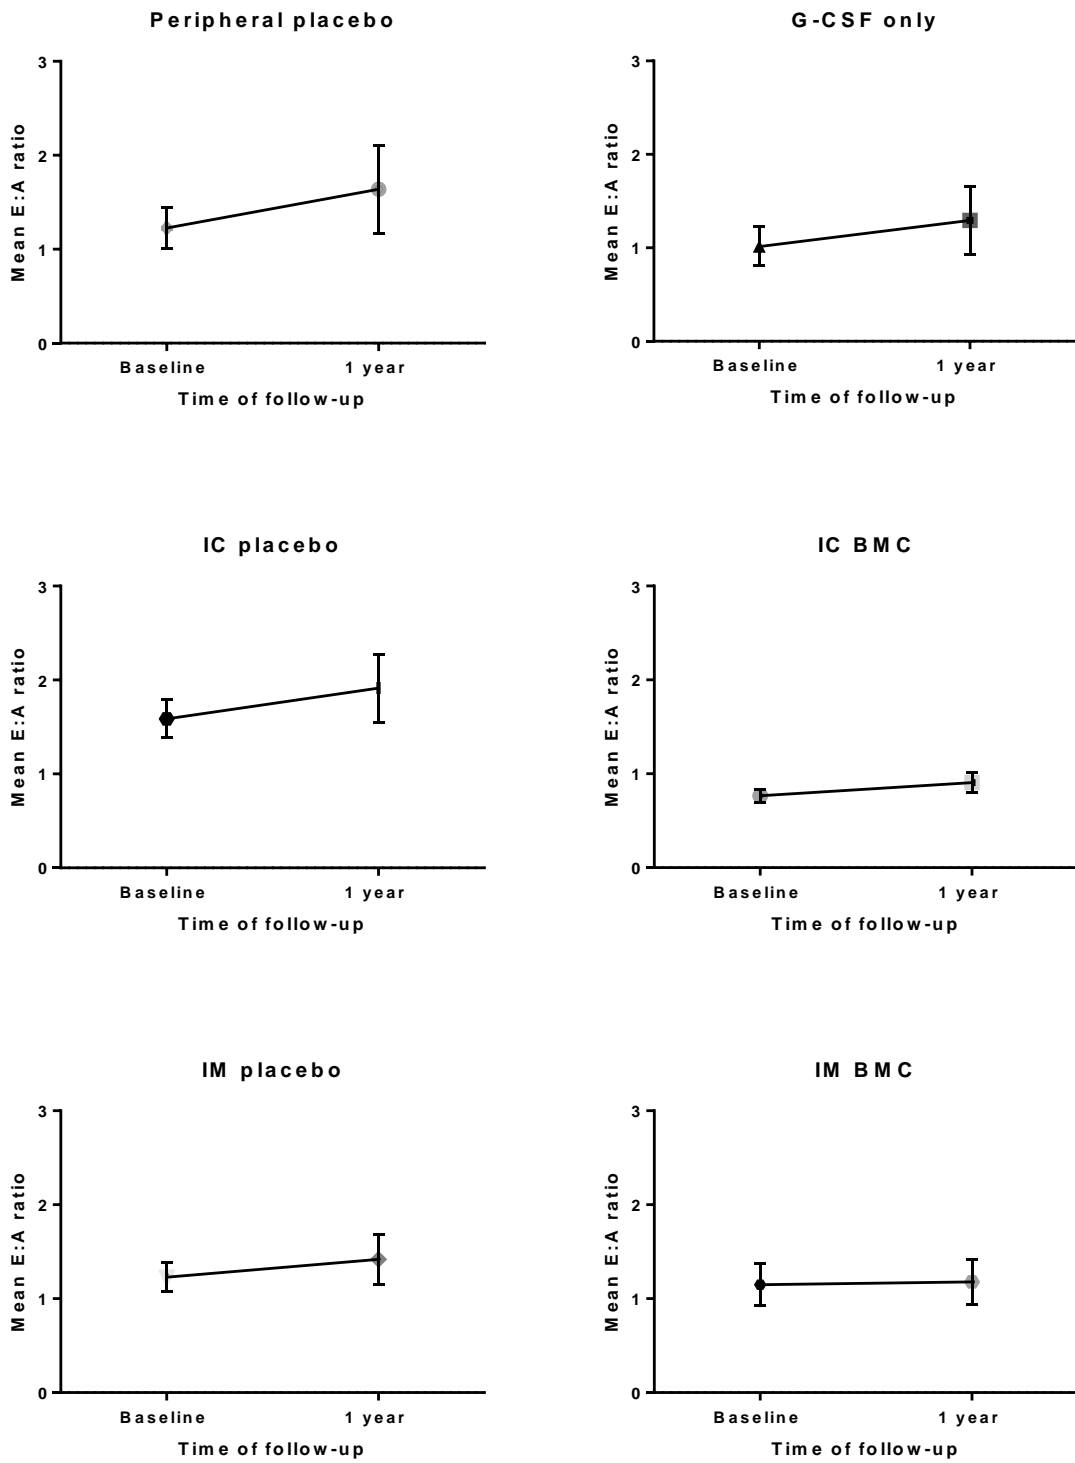 Peripheral placebo
3
2
1
0
Mean E:A ratio
Baseline
1 year
Time of follow-up
G-CSF only
3
2
1
0
Mean E:A ratio
Baseline
1 year
Time of follow-up
IC placebo
3
2
1
0
Mean E:A ratio
Baseline
1 year
Time of follow-up
IC BMC
3
2
1
0
Mean E:A ratio
Baseline
1 year
Time of follow-up
IM placebo
3
2
1
0
Mean E:A ratio
Baseline
1 year
Time of follow-up
IM BMC
3
2
1
0
Mean E:A ratio
Baseline
1 year
Time of follow-up